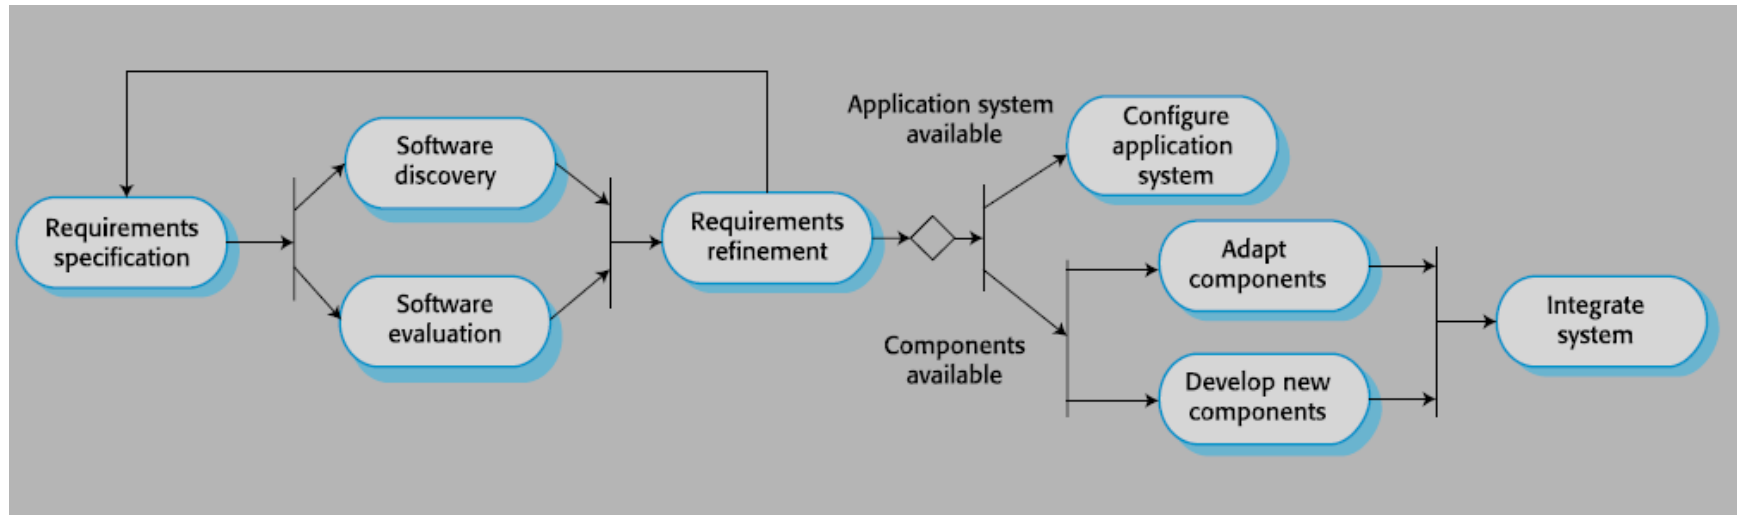 Requirements
specification
Software
discovery
Software
evaluation
Requirements
refinement
Application system
available
Configure
application
system
Components
available
Adapt
components
Develop new
components
Integrate
system